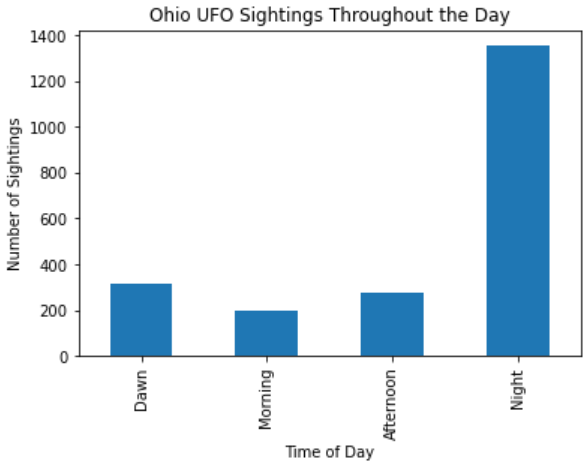 Ohio UFO Sightings Throughout the Day
Number of Sightings
1400
1200
1000
800
600
400
200
0
Dawn
Morning
Afternoon
Night
Time of Day